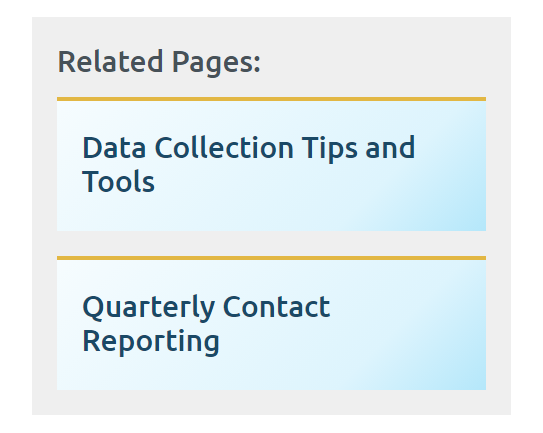 Related Pages:
Data Collection Tips and
Tools
Quarterly Contact
Reporting